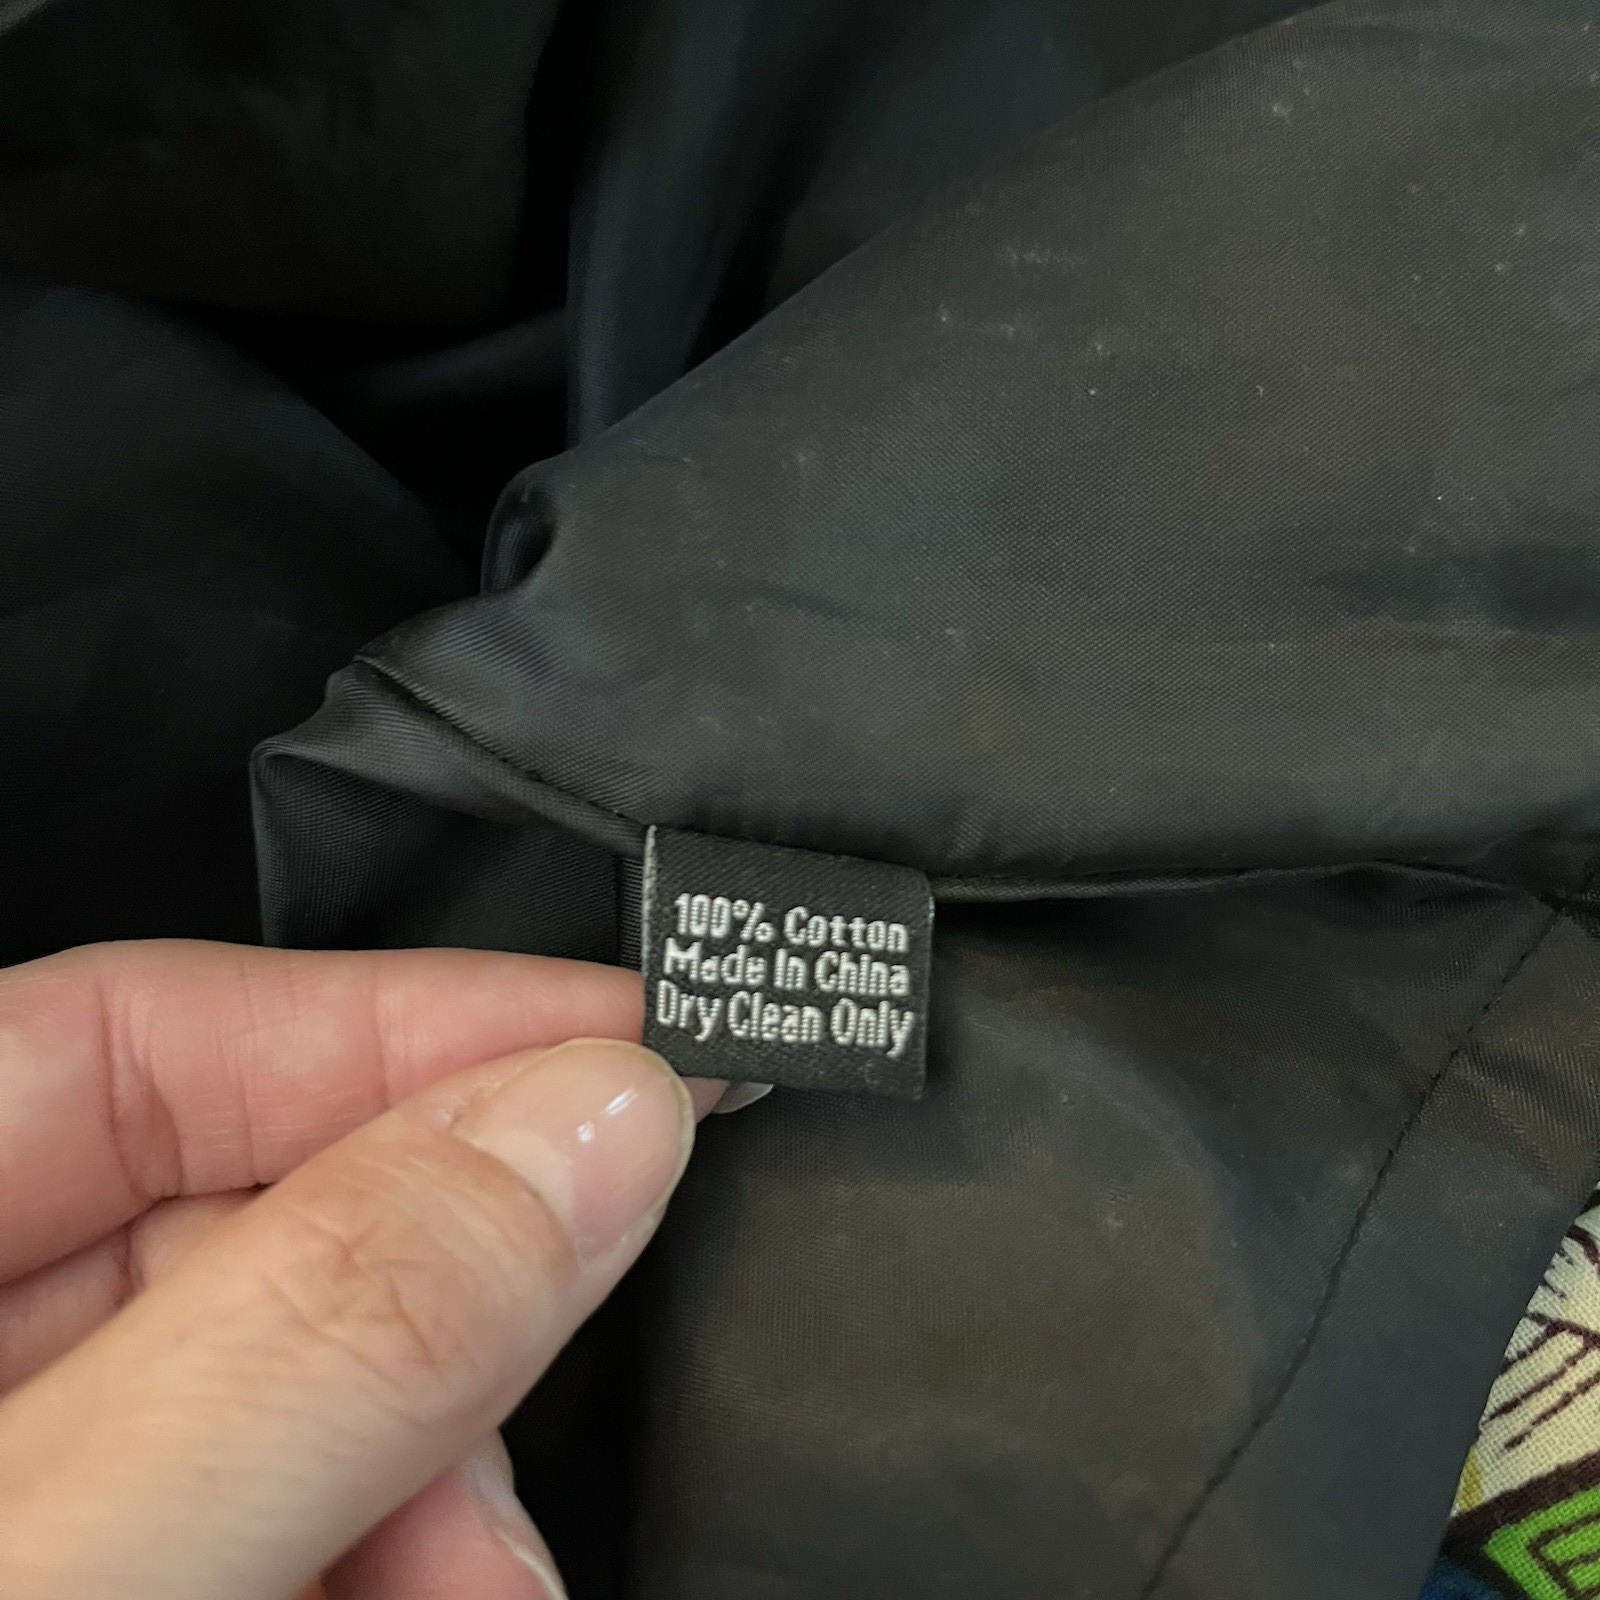 100% Cotton
Made In China
Dry Clean Only